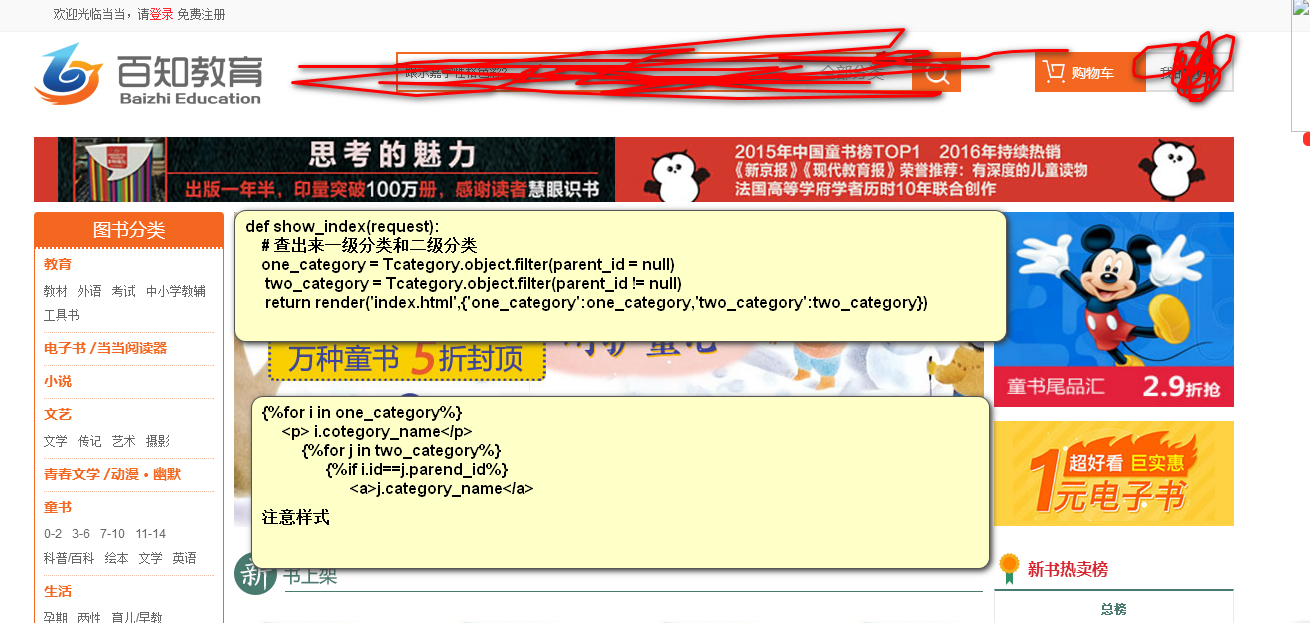 欢迎光临当当，请登录 免费注册
百知教育
Baizhi Education
全部分类
购物车
思考的魅力
出版一年半，印量突破100万册，感谢读者慧眼识书
2015年中国童书榜TOP1 2016年持续热销
《新京报》《现代教育报》荣誉推荐：有深度的儿童读物
法国高等学府学者历时10年联合创作
图书分类
教育
教材 外语 考试 中小学教辅
工具书
电子书 /当当阅读器
小说
文艺
文学 传记 艺术 摄影
青春文学 /动漫 • 幽默
童书
0-2 3-6 7-10 11-14
科普/百科 绘本 文学 英语
生活
孕期 两性 育儿/早教
def show_index(request):
# 查出来一级分类和二级分类
one_category = Tcategory.object.filter(parent_id = null)
two_category = Tcategory.object.filter(parent_id != null)
return render('index.html',{'one_category':one_category,'two_category':two_category})
万种童书 5折封顶
{%for i in one_category%}
<p> i.cotegory_name</p>
{%for j in two_category%}
{%if i.id==j.parend_id%}
<a>j.category_name</a>
注意样式
新书上架
童书尾品汇 2.9折抢
超好看 巨实惠
1元电子书
新书热卖榜
总榜